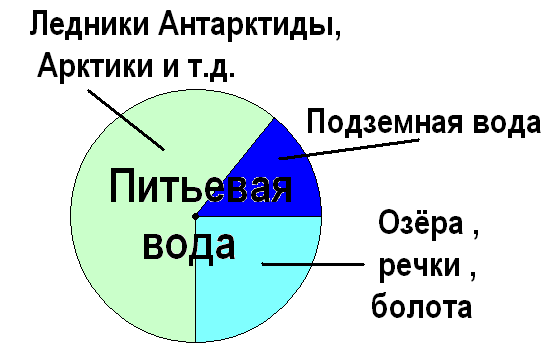 Ледники Антарктиды,
Арктики и т.д.
Подземная вода
Питьевая
вода
Озёра ,
речки ,
болота